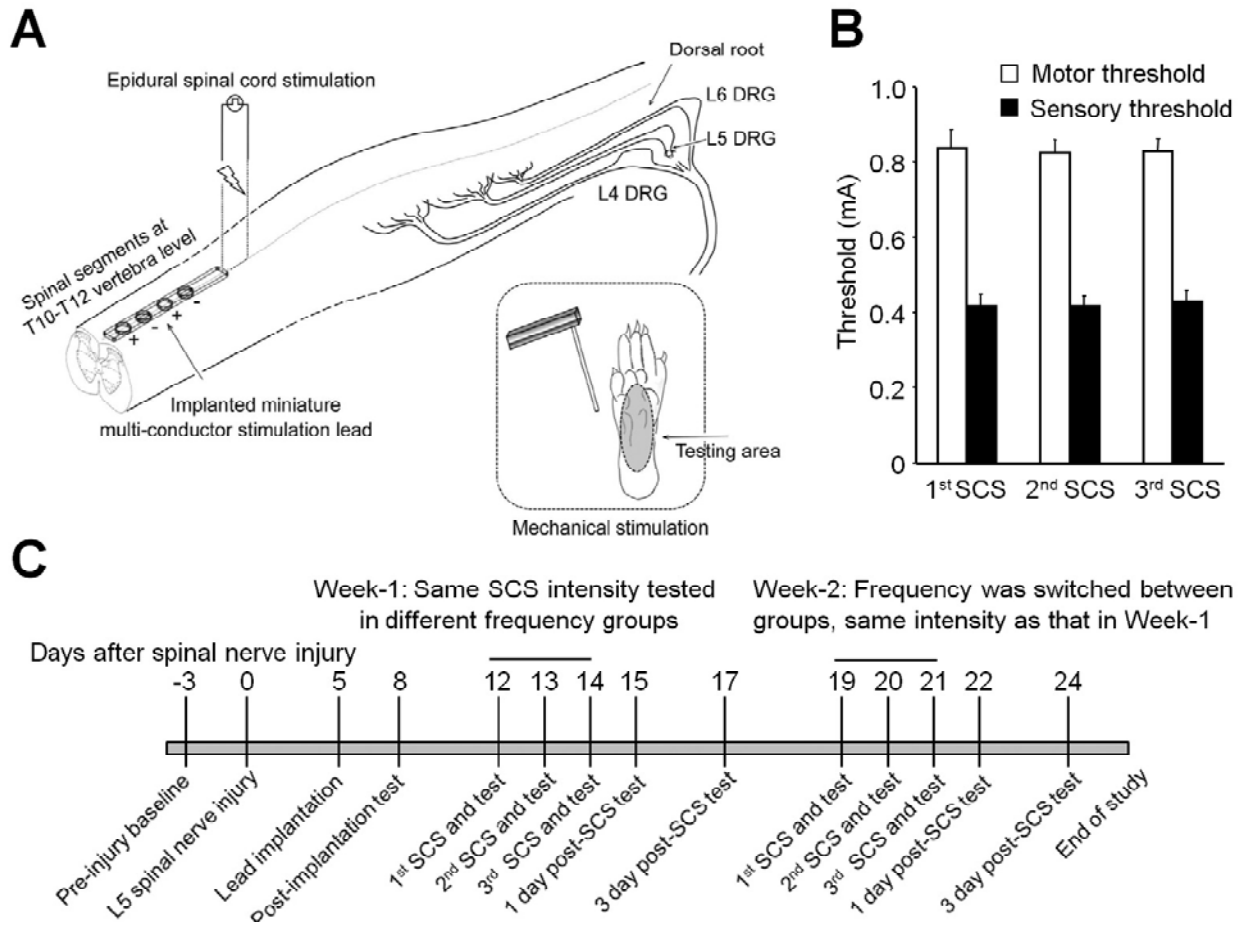 A
Epidural spinal cord stimulation
Dorsal root
L6 DRG
L5 DRG
L4 DRG
Spinal segments at
T10-T12 vertebra level
+ - + -
Implanted miniature
multi-conductor stimulation lead
Testing area
Mechanical stimulation
B
Motor threshold
Sensory threshold
Threshold (mA)
1.0
0.8
0.6
0.4
0.2
0
1st SCS 2nd SCS 3rd SCS
C
Week-1: Same SCS intensity tested
in different frequency groups
Week-2: Frequency was switched between
groups, same intensity as that in Week-1
Days after spinal nerve injury
-3 0 5 8 12 13 14 15 17 19 20 21 22 24
Pre-injury baseline
L5 spinal nerve injury
Lead implantation
Post-implantation test
1st SCS and test
2nd SCS and test
3rd SCS and test
1 day post-SCS test
3 day post-SCS test
1st SCS and test
2nd SCS and test
3rd SCS and test
1 day post-SCS test
3 day post-SCS test
End of study